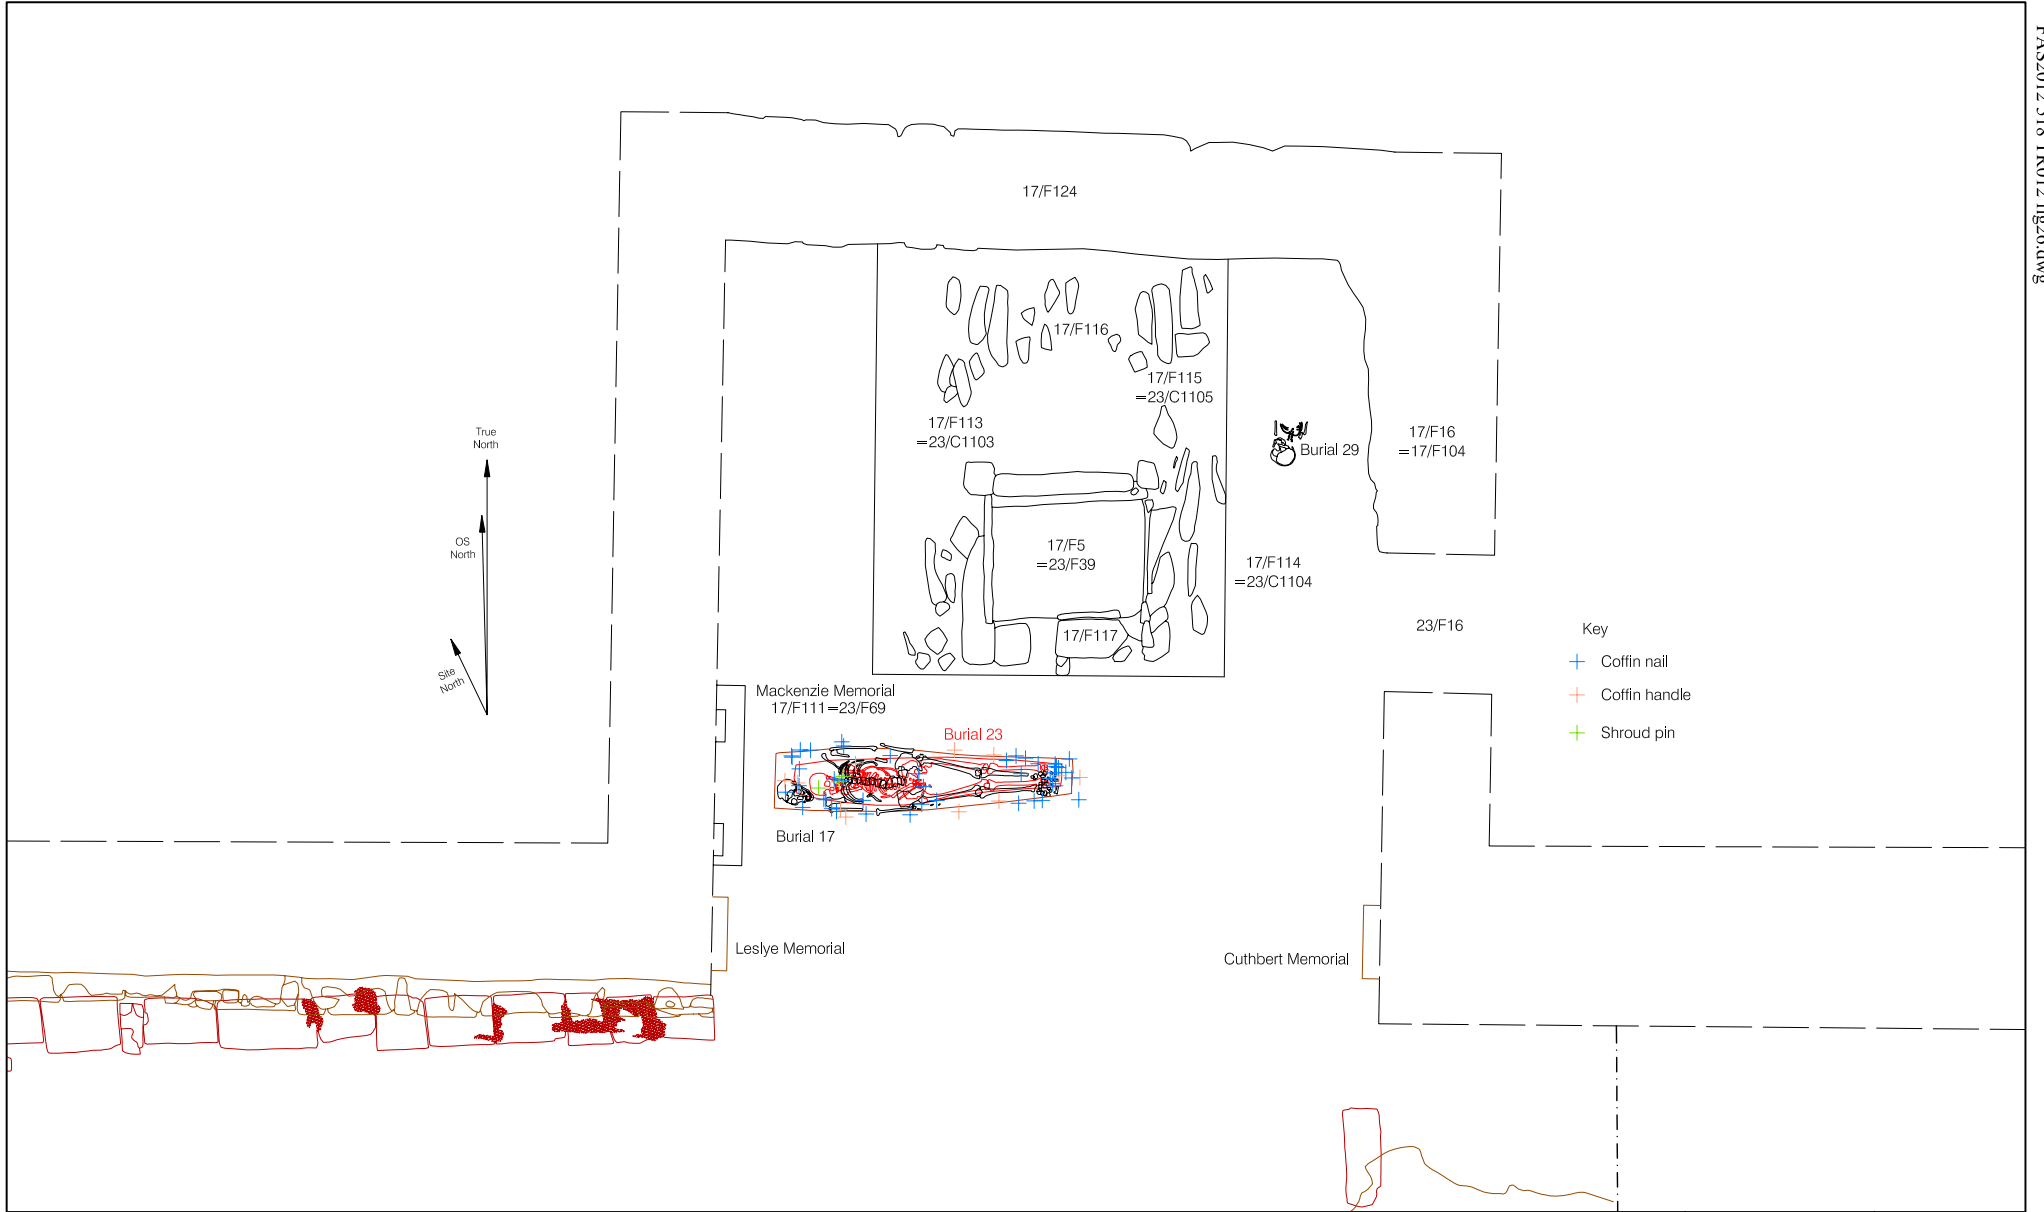 17/F124
17/F116
17/F115
=23/C1105
17/F113
=23/C1103
Burial 29
17/F16
=17/F104
True
North
OS
North
Site
North
17/F5
=23/F39
17/F114
=23/C1104
17/F117
23/F16
Key
Coffin nail
Coffin handle
Shroud pin
Mackenzie Memorial
17/F111=23/F69
Burial 23
Burial 17
Leslye Memorial
Cuthbert Memorial